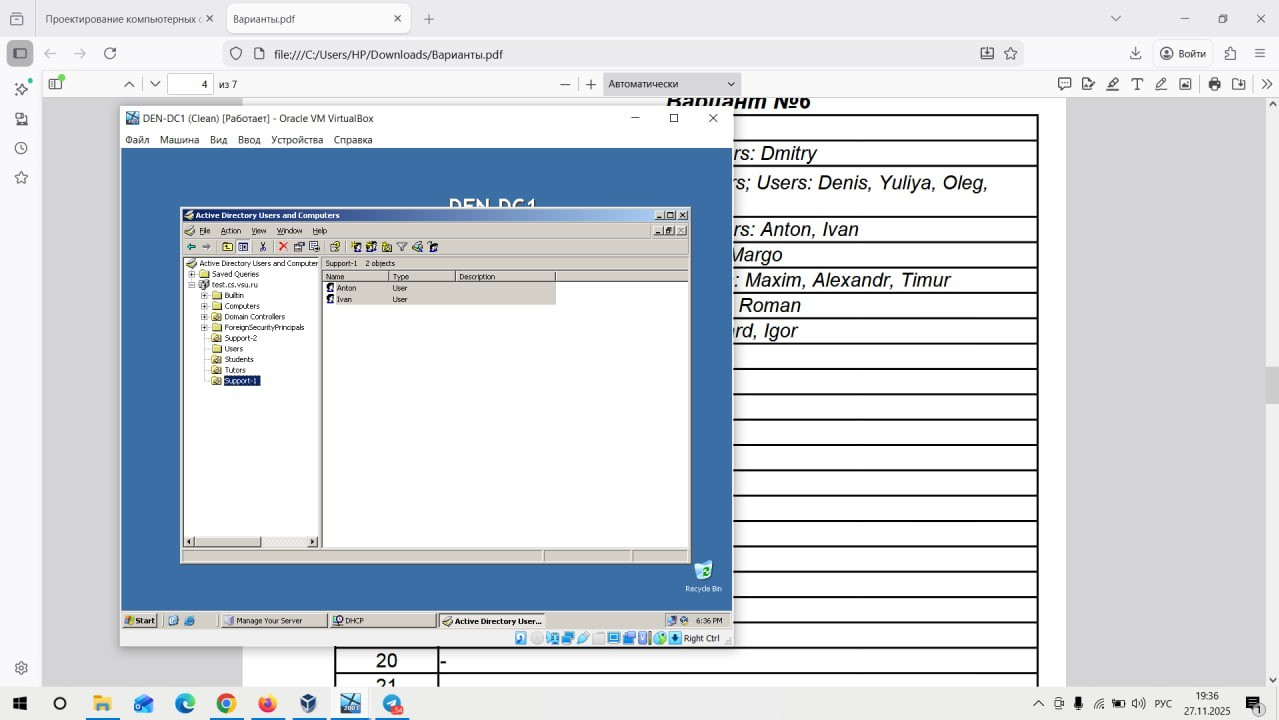 Проектирование компьютерных с
Варианты.pdf
file:///C:/Users/HP/Downloads/Варианты.pdf
Войти
4 из 7
Автоматически
Вариант №6
rs: Dmitry
rs; Users: Denis, Yuliya, Oleg,
rs: Anton, Ivan
Margo
: Maxim, Alexandr, Timur
Roman
rd, Igor
20 -
21
DEN-DC1 (Clean) [Работает] - Oracle VM VirtualBox
Файл Машина Вид Ввод Устройства Справка
DEN-DC1
Active Directory Users and Computers
File Action View Window Help
Active Directory Users and Computer
Saved Queries
test.cs.vsu.ru
Builtin
Computers
Domain Controllers
ForeignSecurityPrincipals
Support-2
Users
Students
Tutors
Support-1
Support-1 2 objects
Name Type Description
Anton User
Ivan User
Recycle Bin
Start Manage Your Server DHCP Active Directory User... 6:36 PM
Right Ctrl
РУС
19:36
27.11.2025